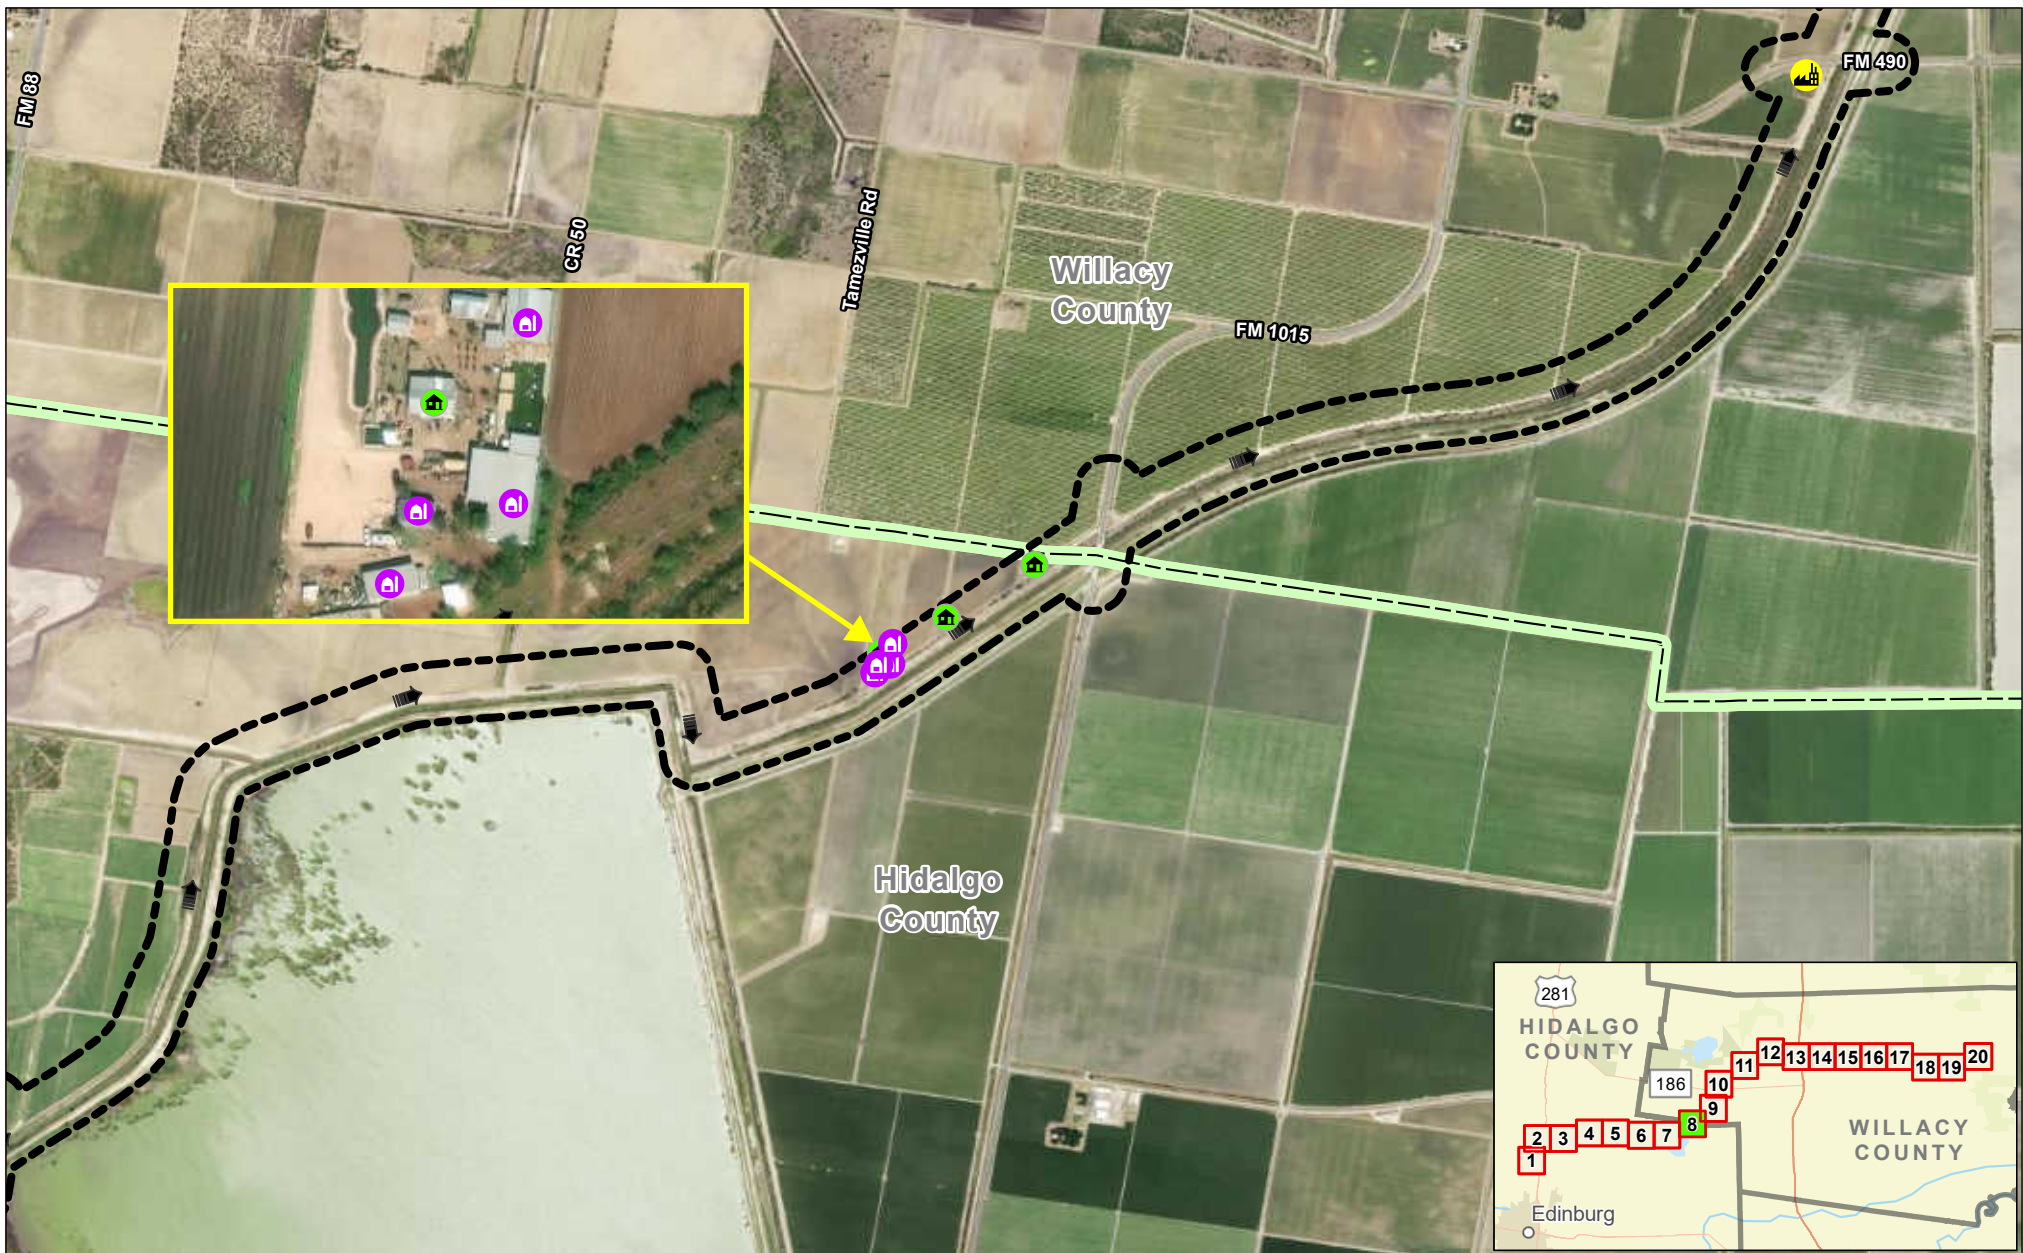 FM 490
FM 88
Tamezville Rd
CR 50
Willacy
County
FM 1015
Hidalgo
County
281
HIDALGO
COUNTY
12 13 14 15 16 17
20
11
18 19
10
186
9
8
WILLACY
COUNTY
2 3 4 5 6 7
1
Edinburg